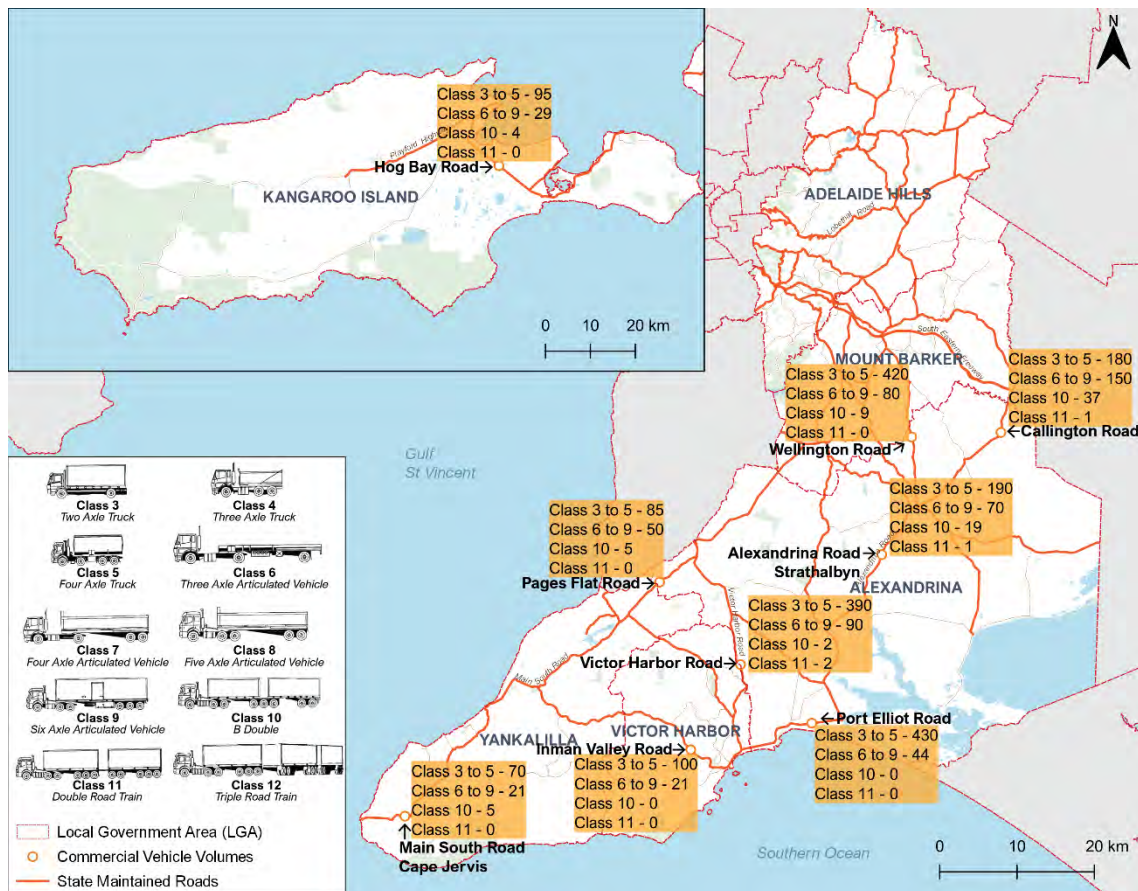 N
Class 3 to 5 - 95
Class 6 to 9 - 29
Class 10 - 4
Class 11 - 0
Playford High
Hog Bay Road→
KANGAROO ISLAND
0 10 20 km
ADELAIDE HILLS
Lobethal Road
South Eastern Freeway
MOUNT BARKER
Class 3 to 5 - 420
Class 6 to 9 - 80
Class 10 - 9
Class 11 - 0
Wellington Road
Class 3 to 5 - 180
Class 6 to 9 - 150
Class 10 - 37
Class 11 - 1
←Callington Road
Gulf
St Vincent
Class 3 to 5 - 190
Class 6 to 9 - 70
Class 10 - 19
Class 11 - 1
Alexandrina Road→
Strathalbyn
Road
ALEXANDRINA
Class 3 to 5 - 85
Class 6 to 9 - 50
Class 10 - 5
Class 11 - 0
Pages Flat Road
Victor Harbor Road
Class 3 to 5 - 390
Class 6 to 9 - 90
Class 10 - 2
Class 11 - 2
Victor Harbor Road→
Main South Road
←Port Elliot Road
Class 3 to 5 - 430
Class 6 to 9 - 44
Class 10 - 0
Class 11 - 0
YANKALILLA
VICTOR HARBOR
Inman Valley Road→
Class 3 to 5 - 100
Class 6 to 9 - 21
Class 10 - 0
Class 11 - 0
Class 3 to 5 - 70
Class 6 to 9 - 21
Class 10 - 5
Class 11 - 0
Main South Road
Cape Jervis
Southern Ocean
0 10 20 km
Class 3
Two Axle Truck
Class 4
Three Axle Truck
Class 5
Four Axle Truck
Class 6
Three Axle Articulated Vehicle
Class 7
Four Axle Articulated Vehicle
Class 8
Five Axle Articulated Vehicle
Class 9
Six Axle Articulated Vehicle
Class 10
B Double
Class 11
Double Road Train
Class 12
Triple Road Train
Local Government Area (LGA)
Commercial Vehicle Volumes
State Maintained Roads